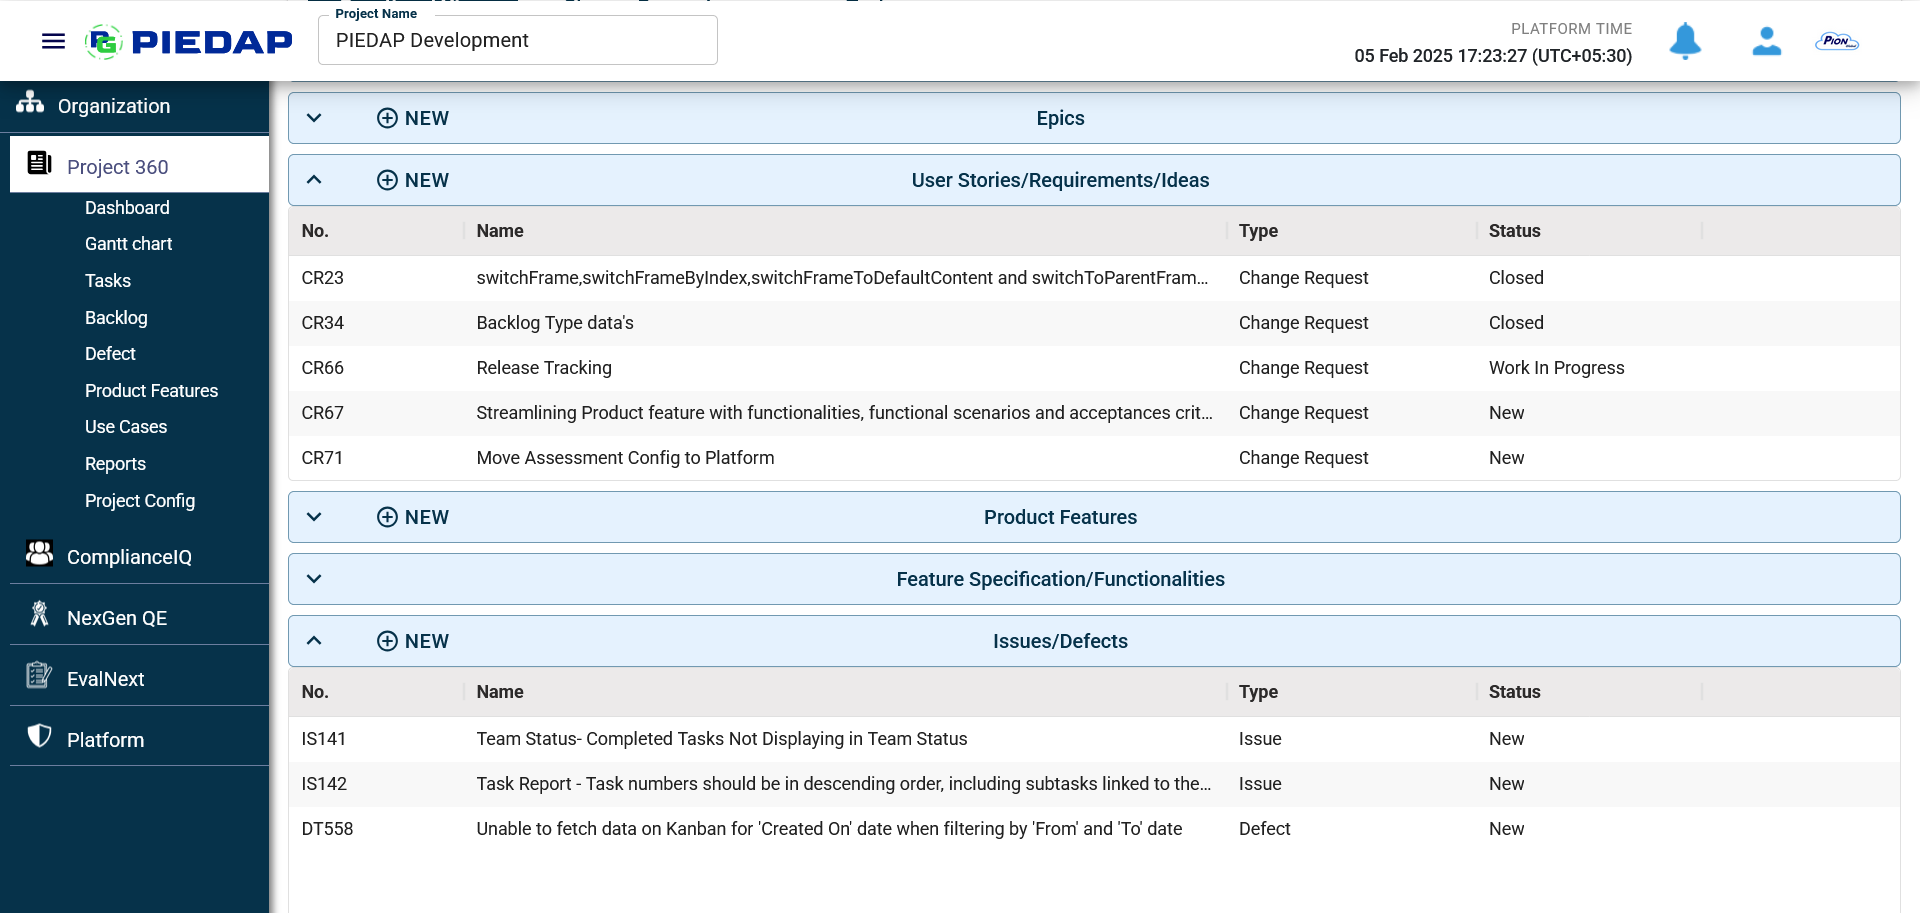 Project Name
PIEDAP
PIEDAP Development
PLATFORM TIME
05 Feb 2025 17:23:27 (UTC+05:30)
Pion
Organization
Project 360
Dashboard
Gantt chart
Tasks
Backlog
Defect
Product Features
Use Cases
Reports
Project Config
ComplianceIQ
NexGen QE
EvalNext
Platform
NEW Epics
NEW User Stories/Requirements/Ideas
No. Name Type Status
CR23 switchFrame,switchFrameByIndex,switchFrameToDefaultContent and switchToParentFram... Change Request Closed
CR34 Backlog Type data's Change Request Closed
CR66 Release Tracking Change Request Work In Progress
CR67 Streamlining Product feature with functionalities, functional scenarios and acceptances crit... Change Request New
CR71 Move Assessment Config to Platform Change Request New
NEW Product Features
Feature Specification/Functionalities
NEW Issues/Defects
No. Name Type Status
IS141 Team Status- Completed Tasks Not Displaying in Team Status Issue New
IS142 Task Report - Task numbers should be in descending order, including subtasks linked to the... Issue New
DT558 Unable to fetch data on Kanban for 'Created On' date when filtering by 'From' and 'To' date Defect New